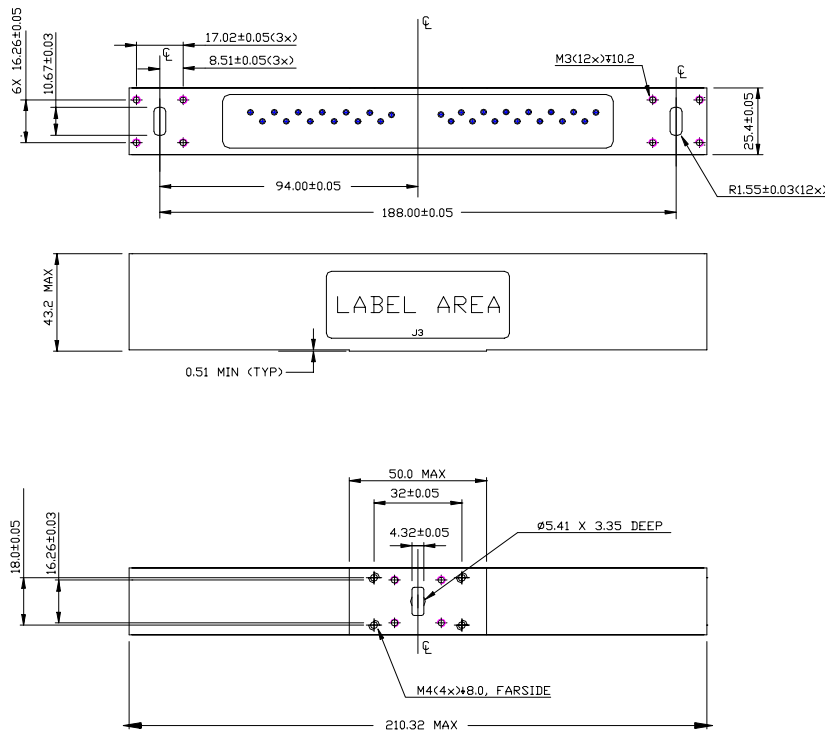 6X 16.26±0.05
10.67±0.03
17.02±0.05(3x)
8.51±0.05(3x)
℄
℄
M3(12x)↧10.2
℄
25.4±0.05
R1.55±0.03(12x)
94.00±0.05
188.00±0.05
43.2 MAX
LABEL AREA
J3
0.51 MIN (TYP)
50.0 MAX
32±0.05
4.32±0.05
ø5.41 X 3.35 DEEP
18.0±0.05
16.26±0.03
℄
M4(4x)↧8.0, FARSIDE
210.32 MAX